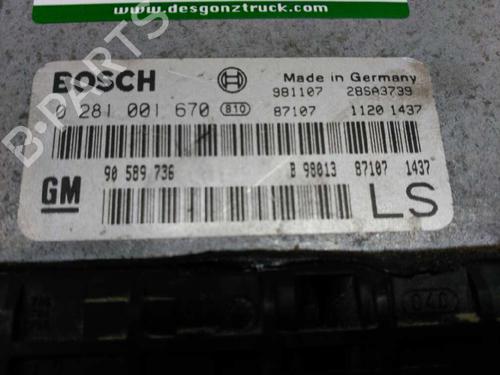 www.desgonztruck.com
BOSCH
Made in Germany
0 281 001 670 810
981107 28SA3739
87107 1120 1437
GM
90 589 736
B 98013 87107 1437
LS
B-PARTS
040